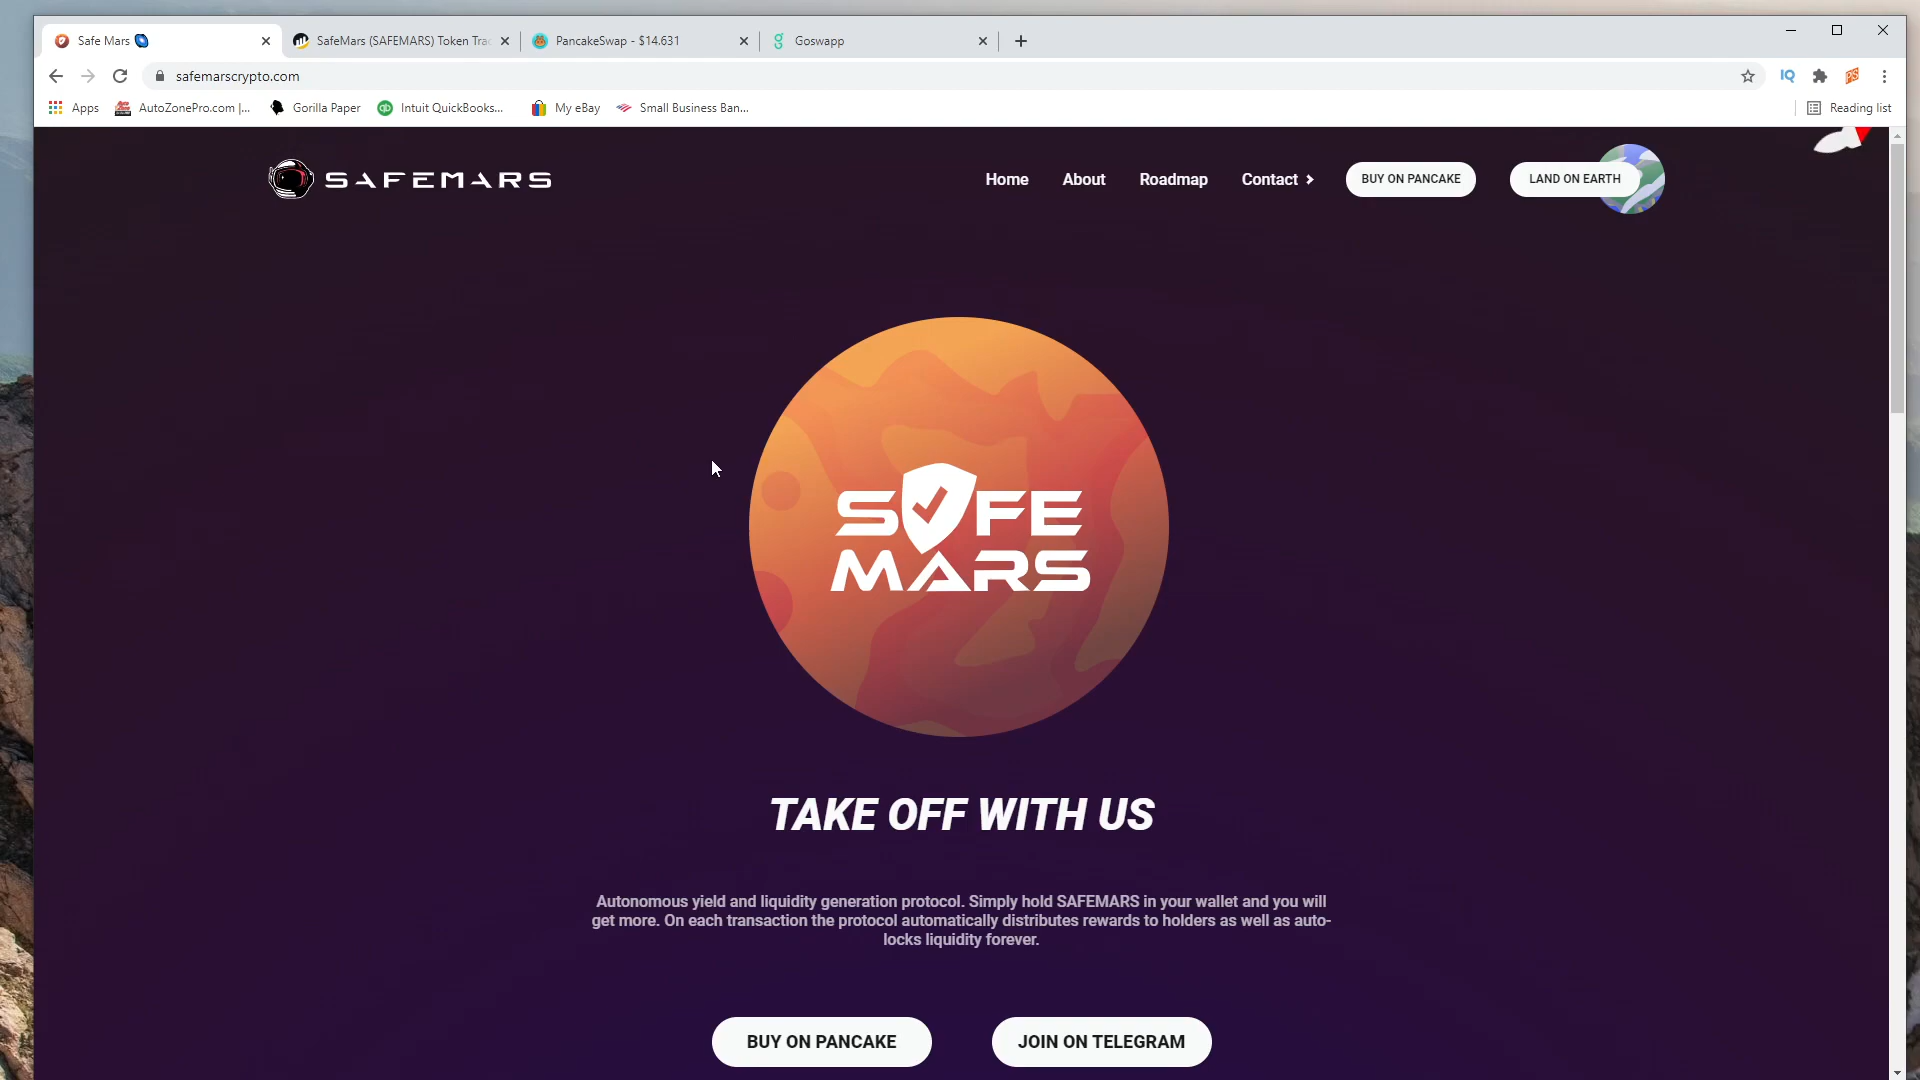 Safe Mars
SafeMars (SAFEMARS) Token Trac
PancakeSwap - $14.631
Goswapp
safemarscrypto.com
IQ
Apps
AutoZonePro.com |...
Gorilla Paper
Intuit QuickBooks...
My eBay
Small Business Ban...
Reading list
SAFEMARS
Home
About
Roadmap
Contact
BUY ON PANCAKE
LAND ON EARTH
SAFE
MARS
TAKE OFF WITH US
Autonomous yield and liquidity generation protocol. Simply hold SAFEMARS in your wallet and you will
get more. On each transaction the protocol automatically distributes rewards to holders as well as auto-
locks liquidity forever.
BUY ON PANCAKE
JOIN ON TELEGRAM